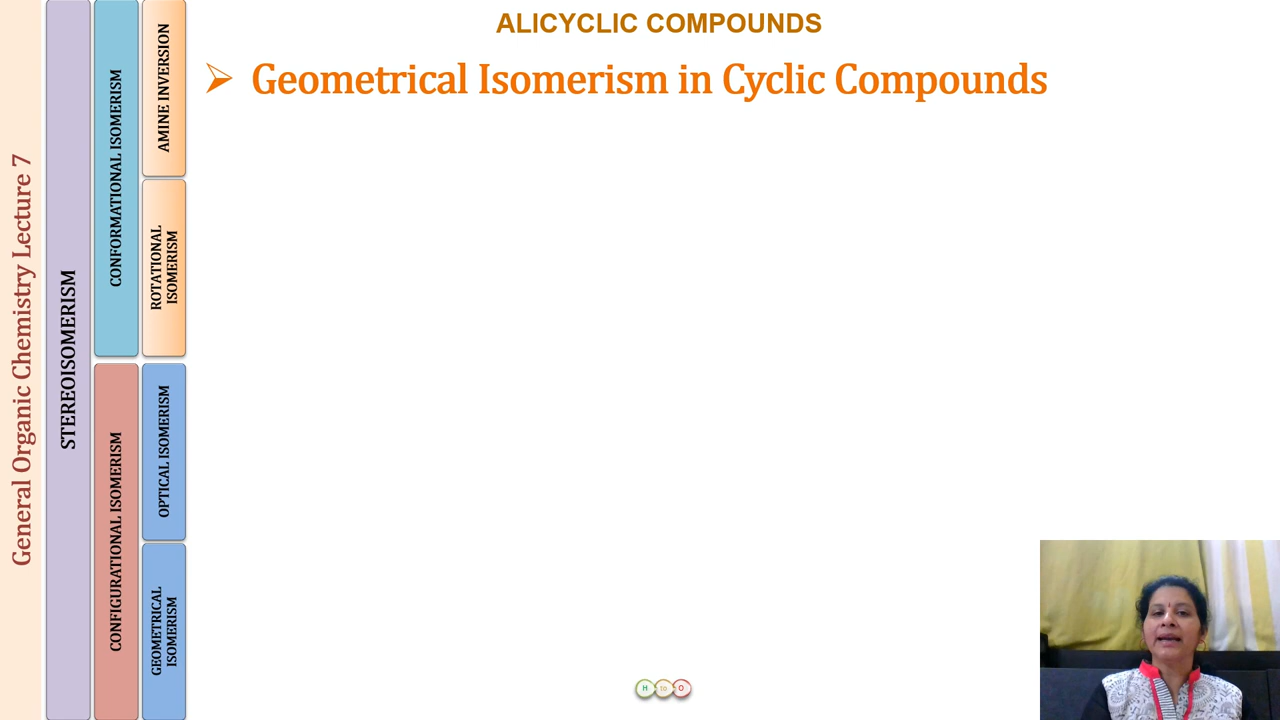 ALICYCLIC COMPOUNDS
Geometrical Isomerism in Cyclic Compounds
General Organic Chemistry Lecture 7
STEREOISOMERISM
CONFORMATIONAL ISOMERISM
CONFIGURATIONAL ISOMERISM
AMINE INVERSION
ROTATIONAL
ISOMERISM
OPTICAL ISOMERISM
GEOMETRICAL
ISOMERISM
H to O